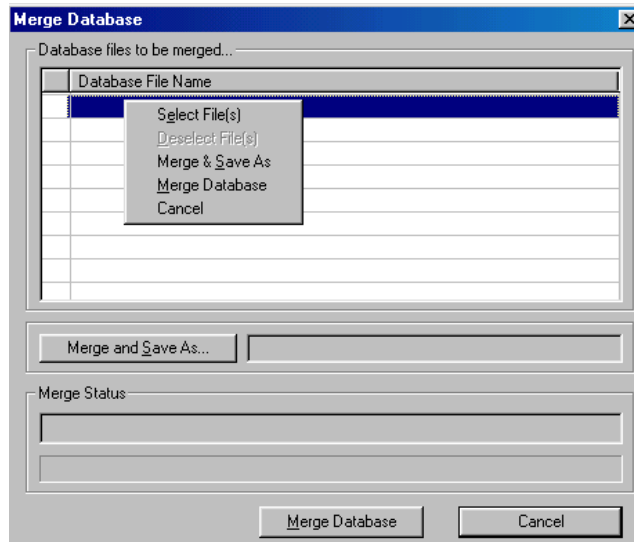 Merge Database
Database files to be merged...
Database File Name
Select File(s)
Deselect File(s)
Merge & Save As
Merge Database
Cancel
Merge and Save As...
Merge Status
Merge Database
Cancel